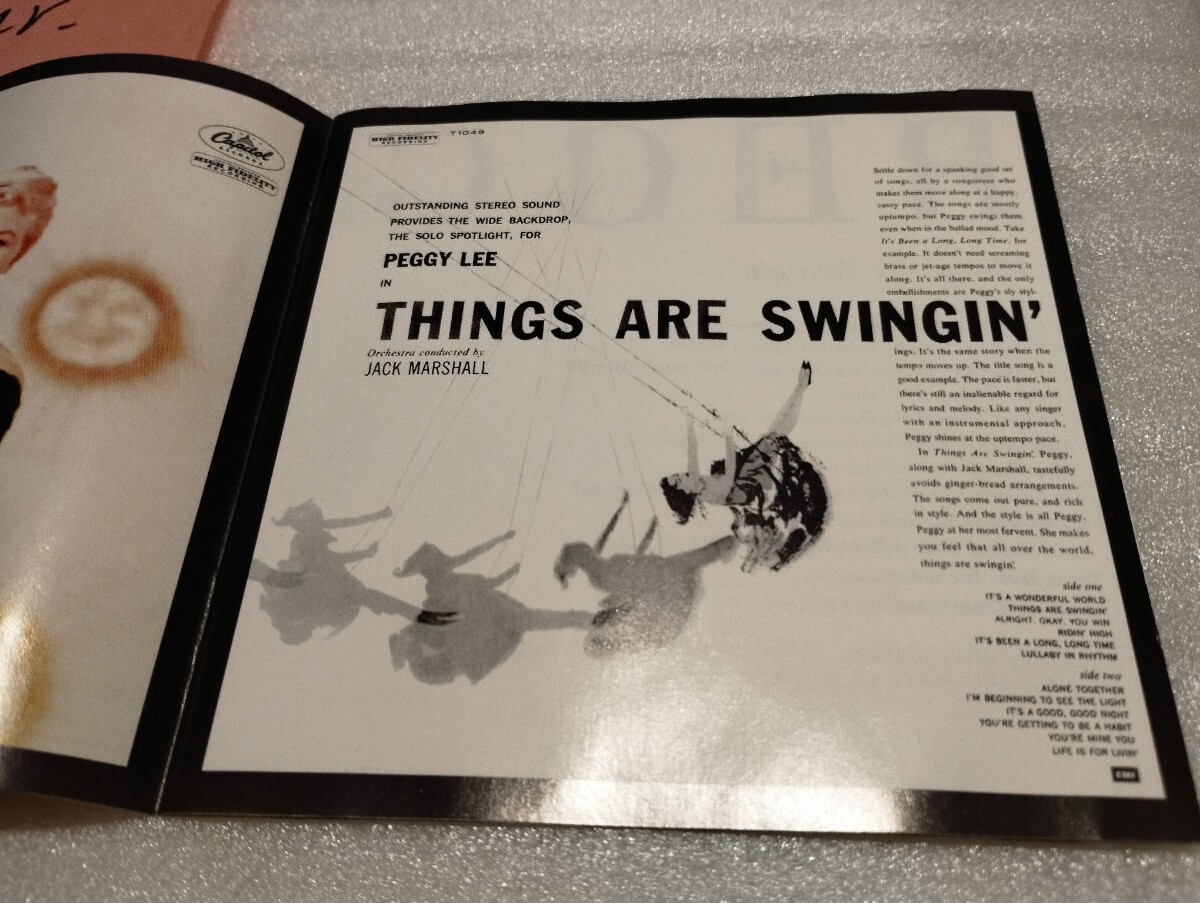 Capitol
RECORDS
HIGH FIDELITY
RECORDING
HIGH FIDELITY
RECORDING
T1049
OUTSTANDING STEREO SOUND
PROVIDES THE WIDE BACKDROP,
THE SOLO SPOTLIGHT, FOR
PEGGY LEE
IN
THINGS ARE SWINGIN'
Orchestra conducted by
JACK MARSHALL
Settle down for a spanking good set
of songs, all by a songstress who
makes them move along at a happy,
sassy pace. The songs are mostly
uptempo, but Peggy swings them
even when in the ballad mood. Take
It's Been a Long, Long Time, for
example. It doesn't need screaming
brass or jet-age tempos to move it
along. It's all there, and the only
embellishments are Peggy's sly styl-
ings. It's the same story when the
tempo moves up. The title song is a
good example. The pace is faster, but
there's still an inalienable regard for
lyrics and melody. Like any singer
with an instrumental approach,
Peggy shines at the uptempo pace.
In Things Are Swingin', Peggy,
along with Jack Marshall, tastefully
avoids ginger-bread arrangements.
The songs come out pure, and rich
in style. And the style is all Peggy.
Peggy at her most fervent. She makes
you feel that all over the world,
things are swingin'.
side one
IT'S A WONDERFUL WORLD
THINGS ARE SWINGIN'
ALRIGHT, OKAY, YOU WIN
RIDIN' HIGH
IT'S BEEN A LONG, LONG TIME
LULLABY IN RHYTHM
side two
ALONE TOGETHER
I'M BEGINNING TO SEE THE LIGHT
IT'S A GOOD, GOOD NIGHT
YOU'RE GETTING TO BE A HABIT
YOU'RE MINE YOU
LIFE IS FOR LIVIN'
EMI